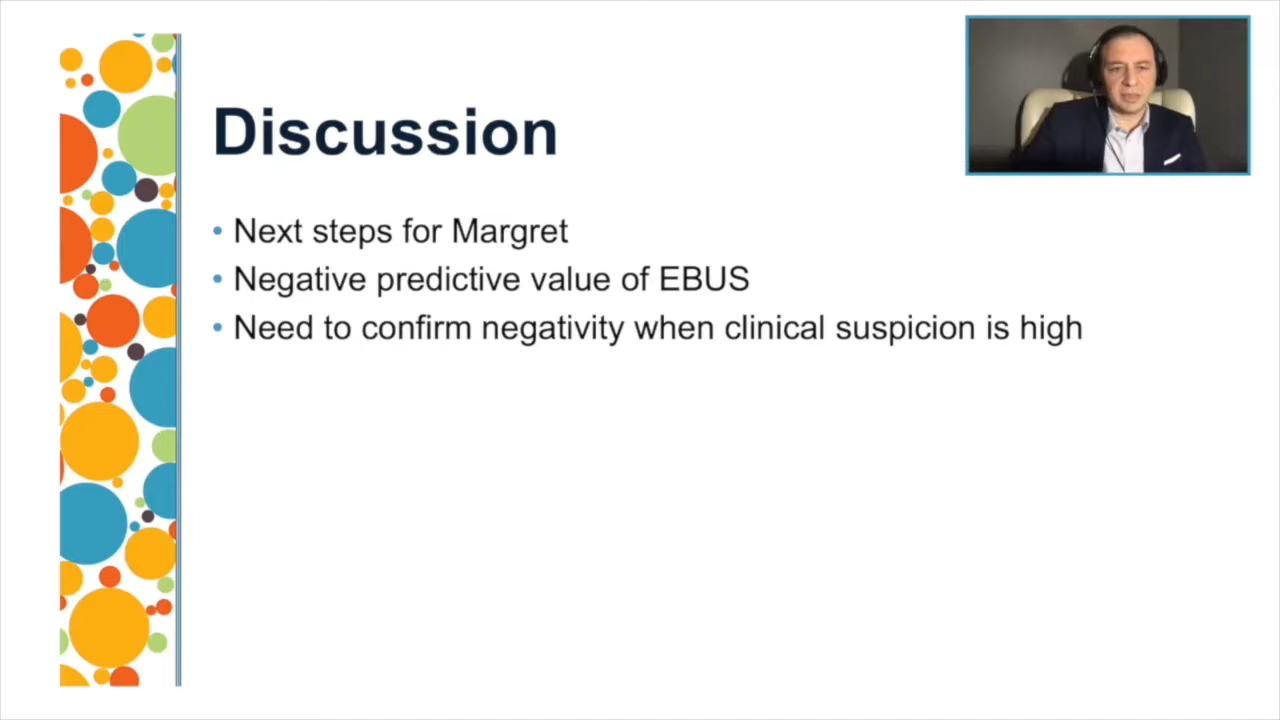 Discussion
• Next steps for Margret
• Negative predictive value of EBUS
• Need to confirm negativity when clinical suspicion is high